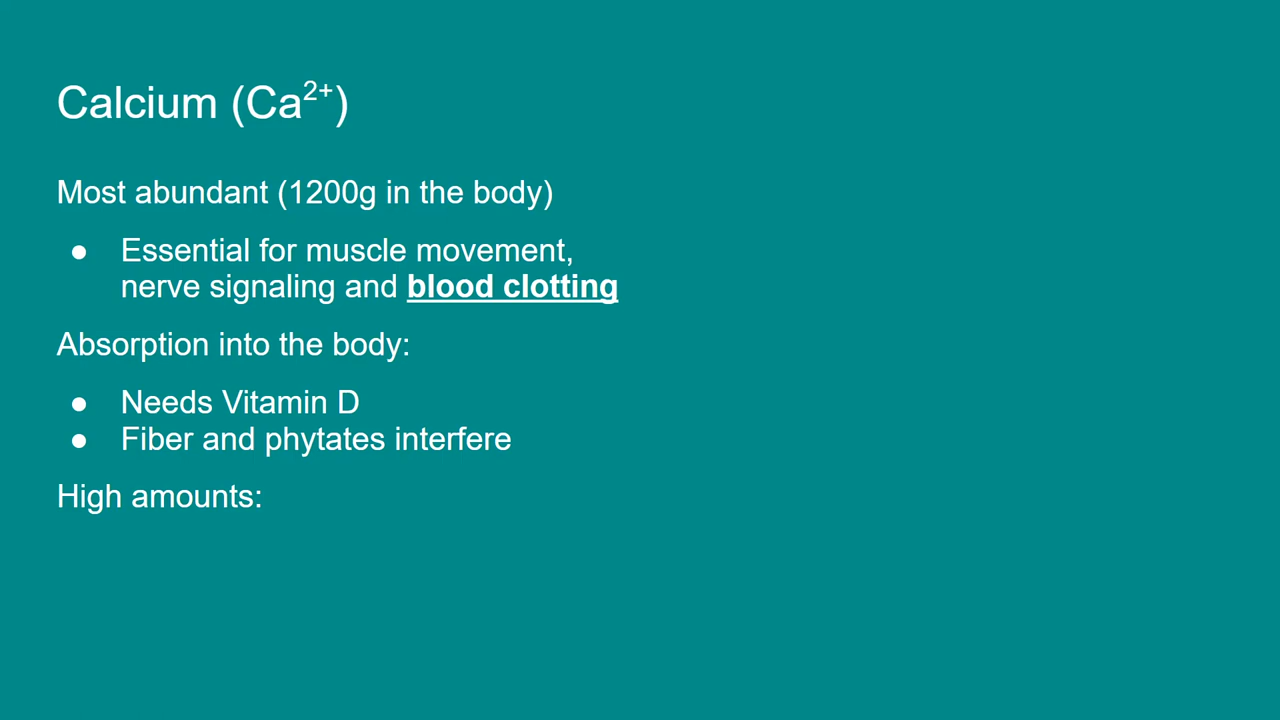 Calcium (Ca²⁺)
Most abundant (1200g in the body)
● Essential for muscle movement,
nerve signaling and blood clotting
Absorption into the body:
● Needs Vitamin D
● Fiber and phytates interfere
High amounts: